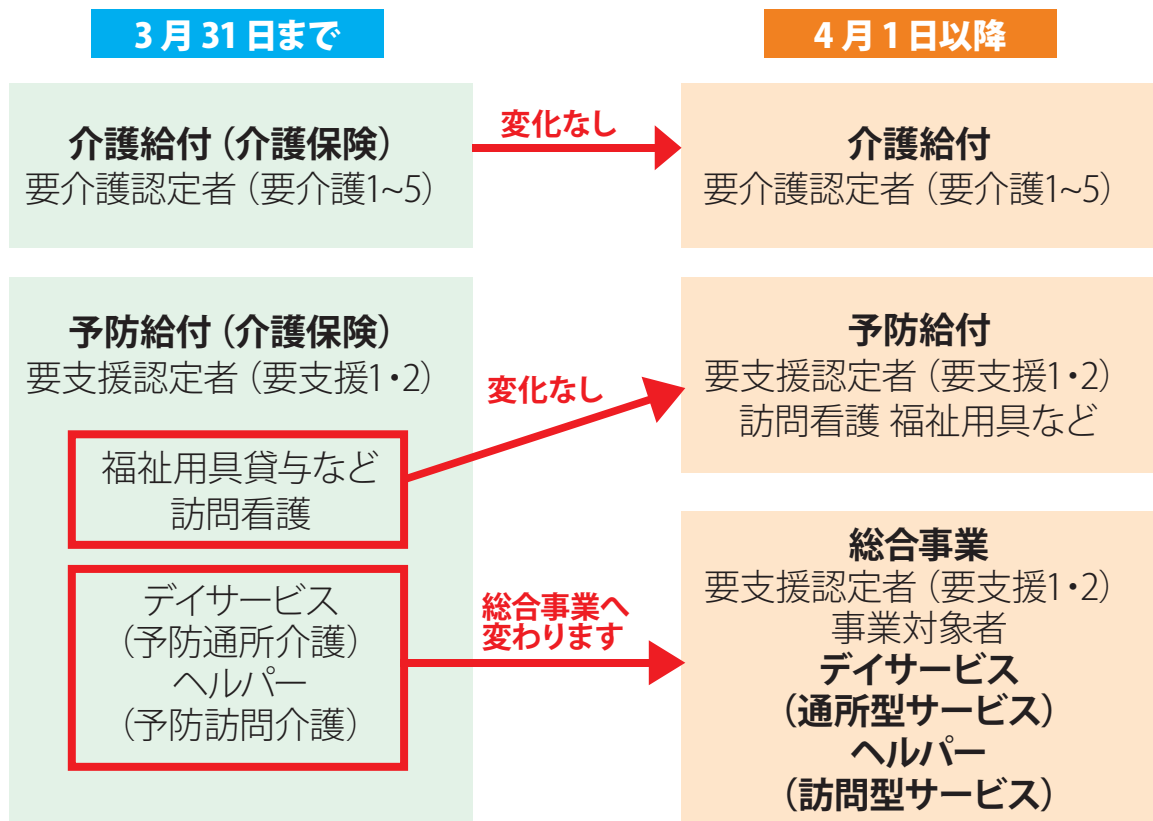 3月31日まで
4月1日以降
介護給付（介護保険）
要介護認定者（要介護1~5）
変化なし
介護給付
要介護認定者（要介護1~5）
予防給付（介護保険）
要支援認定者（要支援1・2）
福祉用具貸与など
訪問看護
変化なし
予防給付
要支援認定者（要支援1・2）
訪問看護 福祉用具など
デイサービス
（予防通所介護）
ヘルパー
（予防訪問介護）
総合事業へ
変わります
総合事業
要支援認定者（要支援1・2）
事業対象者
デイサービス
（通所型サービス）
ヘルパー
（訪問型サービス）